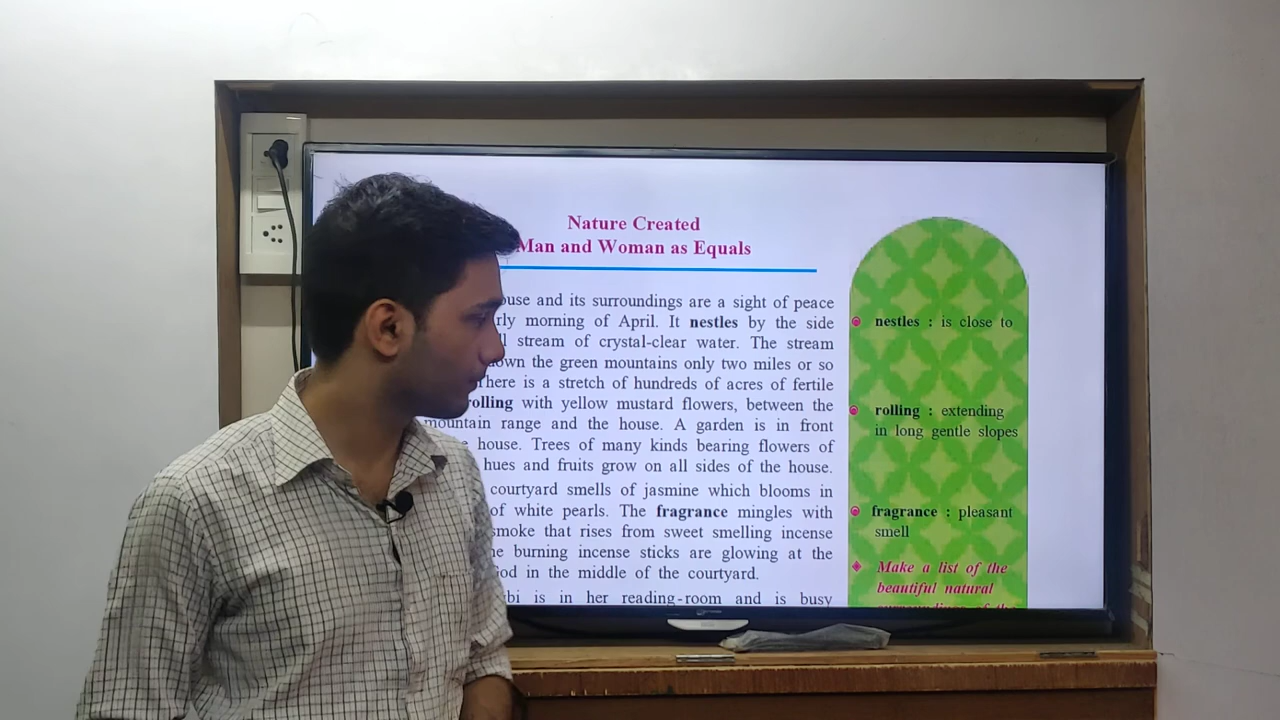 Nature Created
Man and Woman as Equals
and its surroundings are a sight of peace
morning of April. It nestles by the side
stream of crystal-clear water. The stream
the green mountains only two miles or so
There is a stretch of hundreds of acres of fertile
rolling with yellow mustard flowers, between the
mountain range and the house. A garden is in front
house. Trees of many kinds bearing flowers of
hues and fruits grow on all sides of the house.
courtyard smells of jasmine which blooms in
of white pearls. The fragrance mingles with
smoke that rises from sweet smelling incense
burning incense sticks are glowing at the
in the middle of the courtyard.
is in her reading-room and is busy
nestles : is close to
rolling : extending
in long gentle slopes
fragrance : pleasant
smell
Make a list of the
beautiful natural